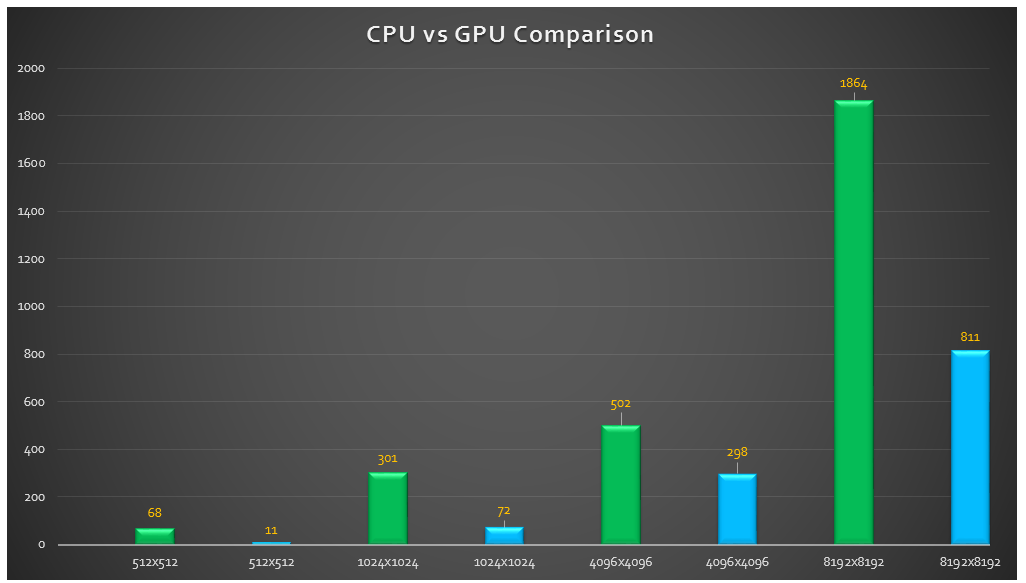 CPU vs GPU Comparison
2000
1800
1600
1400
1200
1000
800
600
400
200
0
68
11
301
72
502
298
1864
811
512x512
512x512
1024x1024
1024x1024
4096x4096
4096x4096
8192x8192
8192x8192